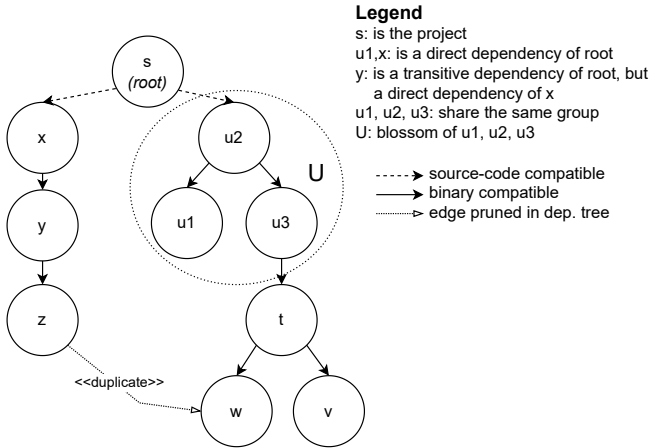 Legend
s: is the project
u1,x: is a direct dependency of root
y: is a transitive dependency of root, but
a direct dependency of x
u1, u2, u3: share the same group
U: blossom of u1, u2, u3
source-code compatible
binary compatible
edge pruned in dep. tree
s
(root)
x
u2
U
y
u1
u3
z
t
<<duplicate>>
w
v